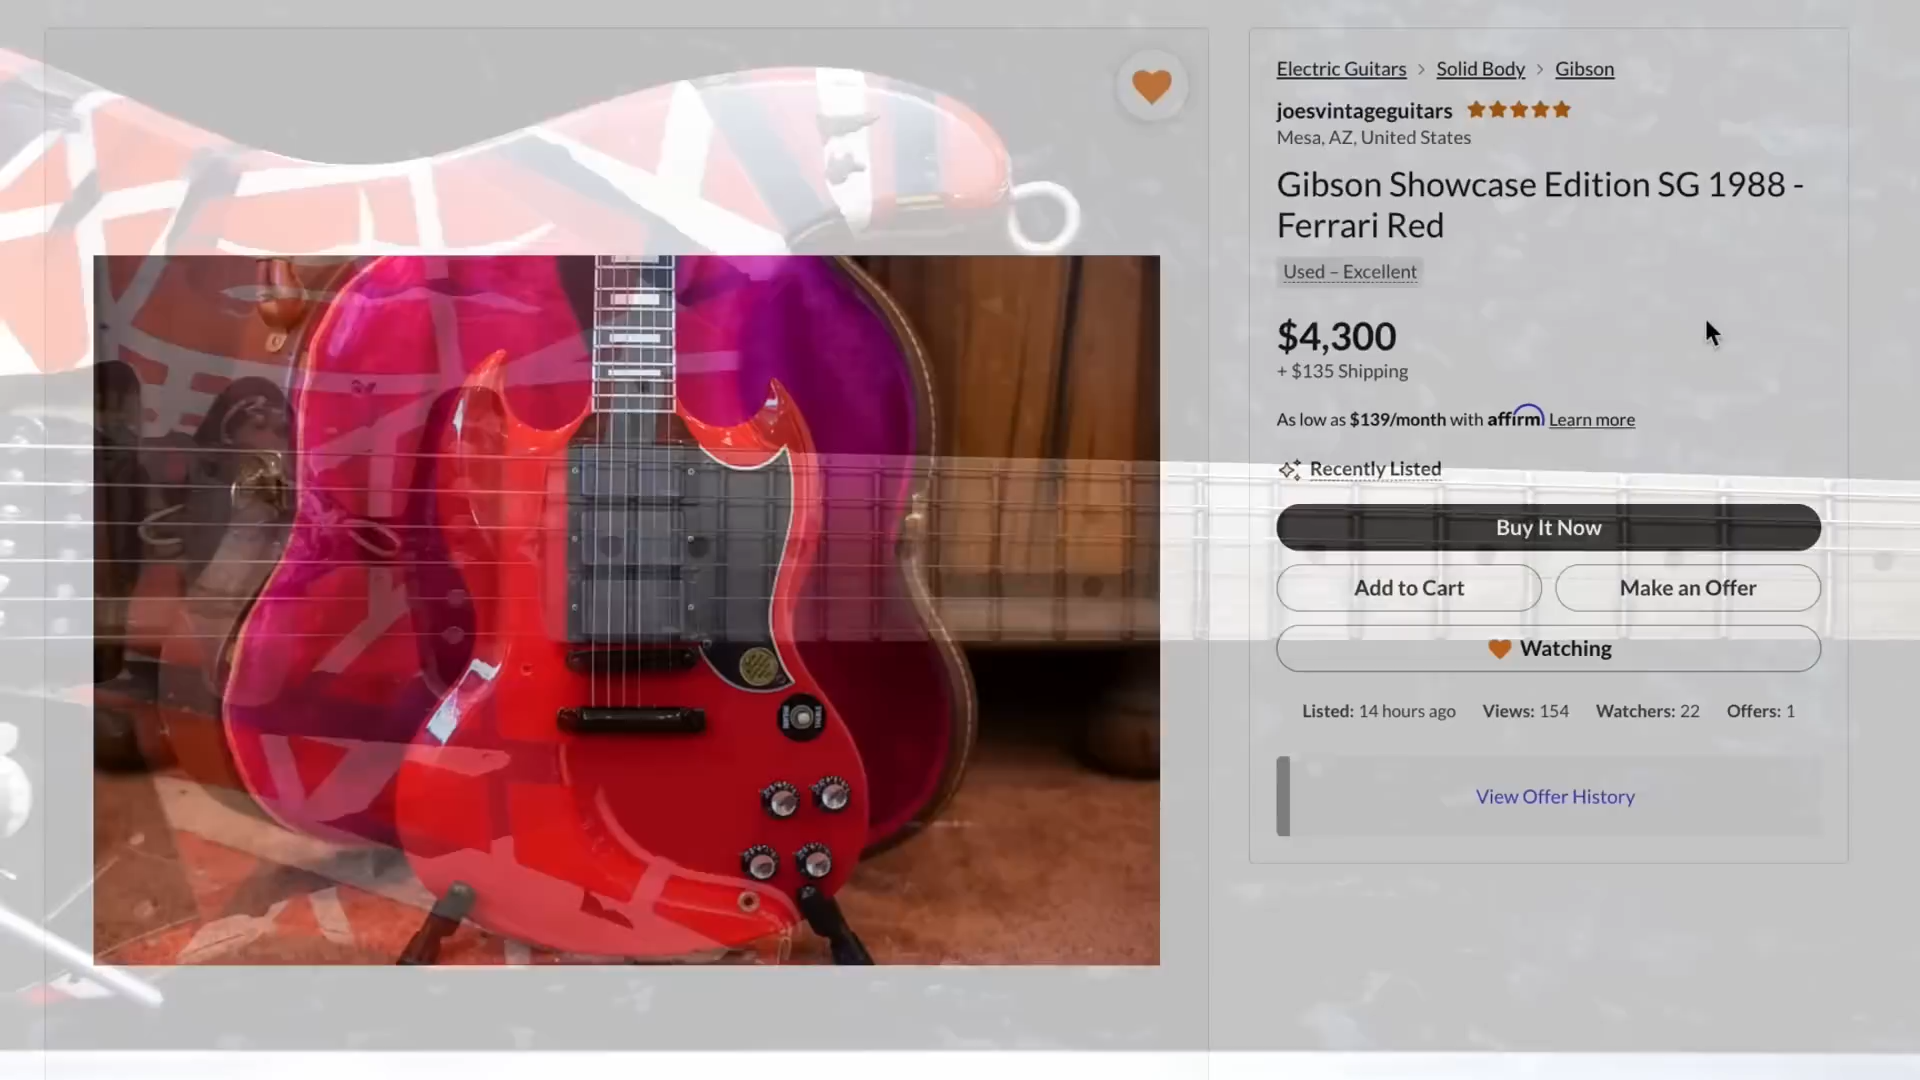 Electric Guitars > Solid Body > Gibson
joesvintageguitars
Mesa, AZ, United States
Gibson Showcase Edition SG 1988 -
Ferrari Red
Used – Excellent
$4,300
+ $135 Shipping
As low as $139/month with affirm Learn more
Recently Listed
Buy It Now
Add to Cart Make an Offer
Watching
Listed: 14 hours ago Views: 154 Watchers: 22 Offers: 1
View Offer History